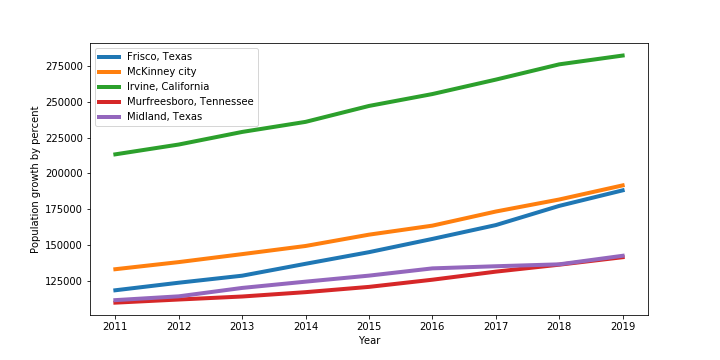 Frisco, Texas
McKinney city
Irvine, California
Murfreesboro, Tennessee
Midland, Texas
275000
250000
225000
200000
175000
150000
125000
Population growth by percent
2011 2012 2013 2014 2015 2016 2017 2018 2019
Year